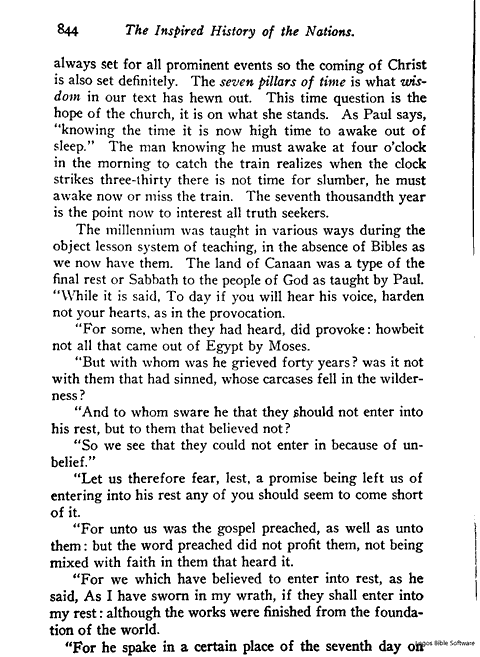 844 The Inspired History of the Nations.
always set for all prominent events so the coming of Christ
is also set definitely. The seven pillars of time is what wis-
dom in our text has hewn out. This time question is the
hope of the church, it is on what she stands. As Paul says,
"knowing the time it is now high time to awake out of
sleep." The man knowing he must awake at four o'clock
in the morning to catch the train realizes when the clock
strikes three-thirty there is not time for slumber, he must
awake now or miss the train. The seventh thousandth year
is the point now to interest all truth seekers.
The millennium was taught in various ways during the
object lesson system of teaching, in the absence of Bibles as
we now have them. The land of Canaan was a type of the
final rest or Sabbath to the people of God as taught by Paul.
"While it is said, To day if you will hear his voice, harden
not your hearts, as in the provocation.
"For some, when they had heard, did provoke: howbeit
not all that came out of Egypt by Moses.
"But with whom was he grieved forty years? was it not
with them that had sinned, whose carcases fell in the wilder-
ness?
"And to whom sware he that they should not enter into
his rest, but to them that believed not?
"So we see that they could not enter in because of un-
belief."
"Let us therefore fear, lest, a promise being left us of
entering into his rest any of you should seem to come short
of it.
"For unto us was the gospel preached, as well as unto
them: but the word preached did not profit them, not being
mixed with faith in them that heard it.
"For we which have believed to enter into rest, as he
said, As I have sworn in my wrath, if they shall enter into
my rest: although the works were finished from the founda-
tion of the world.
"For he spake in a certain place of the seventh day on
Logos Bible Software